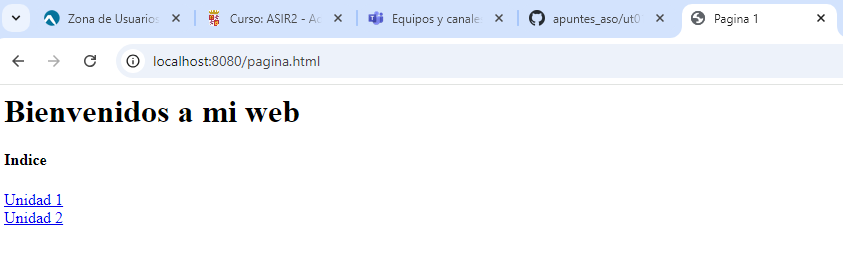 Zona de Usuarios
Curso: ASIR2 - Ac
Equipos y canale
apuntes_aso/ut0
Pagina 1
localhost:8080/pagina.html
Bienvenidos a mi web
Indice
Unidad 1
Unidad 2